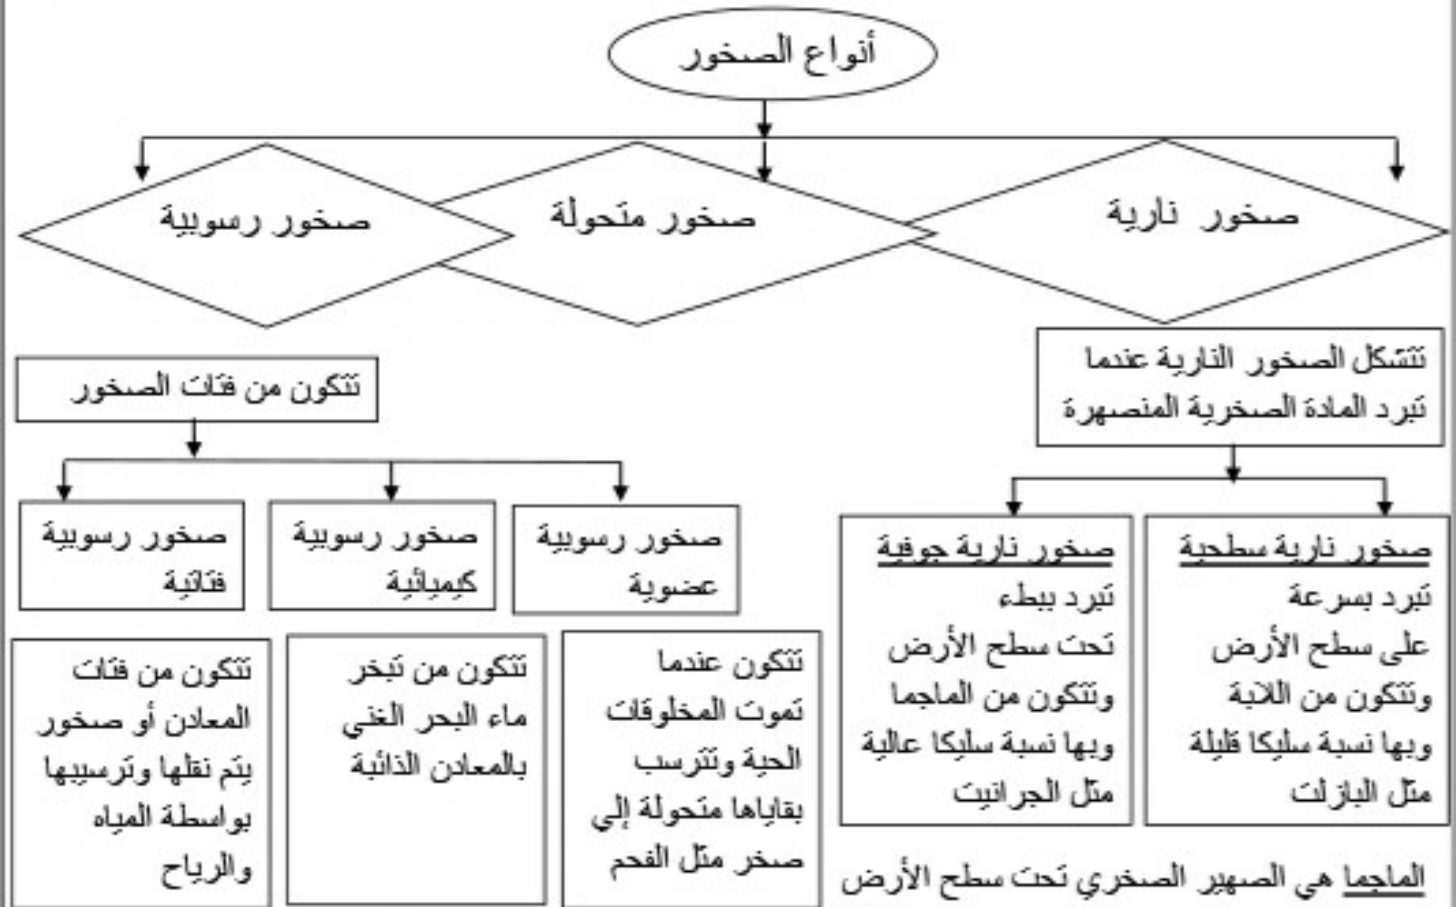 أنواع الصخور
صخور نارية
صخور متحولة
صخور رسوبية
تتشكل الصخور النارية عندما
تبرد المادة الصخرية المنصهرة
صخور نارية سطحية
تبرد بسرعة
على سطح الأرض
وتتكون من اللابة
وبها نسبة سليكا قليلة
مثل البازلت
صخور نارية جوفية
تبرد ببطء
تحت سطح الأرض
وتتكون من الماجما
وبها نسبة سليكا عالية
مثل الجرانيت
الماجما هي الصهير الصخري تحت سطح الأرض
تتكون من فتات الصخور
صخور رسوبية
عضوية
تتكون عندما
تموت المخلوقات
الحية وتترسب
بقاياها متحولة إلي
صخر مثل الفحم
صخور رسوبية
كيميائية
تتكون من تبخر
ماء البحر الغني
بالمعادن الذائبة
صخور رسوبية
فتاتية
تتكون من فتات
المعادن أو صخور
يتم نقلها وترسيبها
بواسطة المياه
والرياح